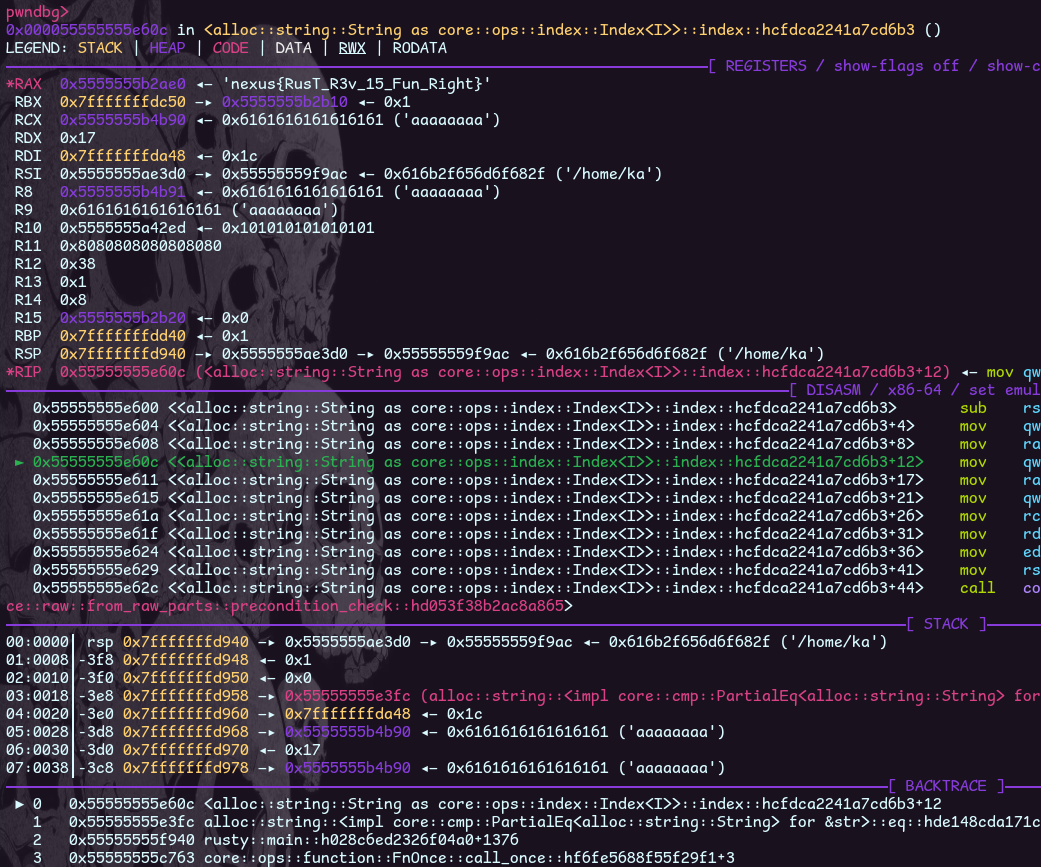 pwndbg>
0x000055555555e60c in <alloc::string::String as core::ops::index::Index<I>>::index::hcfdca2241a7cd6b3 ()
LEGEND: STACK | HEAP | CODE | DATA | RWX | RODATA
[ REGISTERS / show-flags off / show-c
*RAX  0x5555555b2ae0 ◂— 'nexus{RusT_R3v_15_Fun_Right}'
RBX  0x7fffffffdc50 —▸ 0x5555555b2b10 ◂— 0x1
RCX  0x5555555b4b90 ◂— 0x6161616161616161 ('aaaaaaaa')
RDX  0x17
RDI  0x7fffffffda48 ◂— 0x1c
RSI  0x5555555ae3d0 —▸ 0x55555559f9ac ◂— 0x616b2f656d6f682f ('/home/ka')
R8   0x5555555b4b91 ◂— 0x6161616161616161 ('aaaaaaaa')
R9   0x6161616161616161 ('aaaaaaaa')
R10  0x5555555a42ed ◂— 0x101010101010101
R11  0x8080808080808080
R12  0x38
R13  0x1
R14  0x8
R15  0x5555555b2b20 ◂— 0x0
RBP  0x7fffffffdd40 ◂— 0x1
RSP  0x7fffffffd940 —▸ 0x5555555ae3d0 —▸ 0x55555559f9ac ◂— 0x616b2f656d6f682f ('/home/ka')
*RIP  0x55555555e60c (<alloc::string::String as core::ops::index::Index<I>>::index::hcfdca2241a7cd6b3+12) ◂— mov qw
[ DISASM / x86-64 / set emul
0x55555555e600 <<alloc::string::String as core::ops::index::Index<I>>::index::hcfdca2241a7cd6b3>       sub    rs
0x55555555e604 <<alloc::string::String as core::ops::index::Index<I>>::index::hcfdca2241a7cd6b3+4>     mov    qw
0x55555555e608 <<alloc::string::String as core::ops::index::Index<I>>::index::hcfdca2241a7cd6b3+8>     mov    ra
► 0x55555555e60c <<alloc::string::String as core::ops::index::Index<I>>::index::hcfdca2241a7cd6b3+12>    mov    qw
0x55555555e611 <<alloc::string::String as core::ops::index::Index<I>>::index::hcfdca2241a7cd6b3+17>    mov    ra
0x55555555e615 <<alloc::string::String as core::ops::index::Index<I>>::index::hcfdca2241a7cd6b3+21>    mov    qw
0x55555555e61a <<alloc::string::String as core::ops::index::Index<I>>::index::hcfdca2241a7cd6b3+26>    mov    rc
0x55555555e61f <<alloc::string::String as core::ops::index::Index<I>>::index::hcfdca2241a7cd6b3+31>    mov    rd
0x55555555e624 <<alloc::string::String as core::ops::index::Index<I>>::index::hcfdca2241a7cd6b3+36>    mov    ed
0x55555555e629 <<alloc::string::String as core::ops::index::Index<I>>::index::hcfdca2241a7cd6b3+41>    mov    rs
0x55555555e62c <<alloc::string::String as core::ops::index::Index<I>>::index::hcfdca2241a7cd6b3+44>    call   co
ce::raw::from_raw_parts::precondition_check::hd053f38b2ac8a865>
[ STACK ]
00:0000│ rsp 0x7fffffffd940 —▸ 0x5555555ae3d0 —▸ 0x55555559f9ac ◂— 0x616b2f656d6f682f ('/home/ka')
01:0008│-3f8 0x7fffffffd948 ◂— 0x1
02:0010│-3f0 0x7fffffffd950 ◂— 0x0
03:0018│-3e8 0x7fffffffd958 —▸ 0x55555555e3fc (alloc::string::<impl core::cmp::PartialEq<alloc::string::String> for
04:0020│-3e0 0x7fffffffd960 —▸ 0x7fffffffda48 ◂— 0x1c
05:0028│-3d8 0x7fffffffd968 —▸ 0x5555555b4b90 ◂— 0x6161616161616161 ('aaaaaaaa')
06:0030│-3d0 0x7fffffffd970 ◂— 0x17
07:0038│-3c8 0x7fffffffd978 —▸ 0x5555555b4b90 ◂— 0x6161616161616161 ('aaaaaaaa')
[ BACKTRACE ]
► 0   0x55555555e60c <alloc::string::String as core::ops::index::Index<I>>::index::hcfdca2241a7cd6b3+12
1   0x55555555e3fc alloc::string::<impl core::cmp::PartialEq<alloc::string::String> for &str>::eq::hde148cda171c
2   0x55555555f940 rusty::main::h028c6ed2326f04a0+1376
3   0x55555555c763 core::ops::function::FnOnce::call_once::hf6fe5688f55f29f1+3